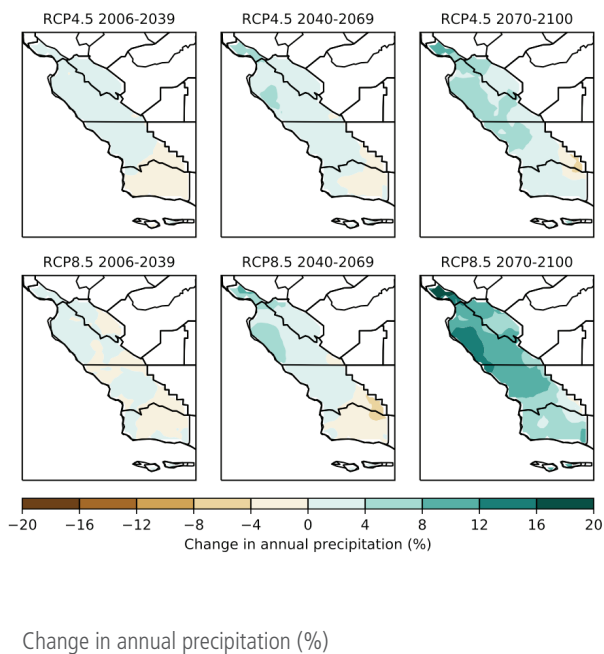 RCP4.5 2006-2039 RCP4.5 2040-2069 RCP4.5 2070-2100
RCP8.5 2006-2039 RCP8.5 2040-2069 RCP8.5 2070-2100
−20 −16 −12 −8 −4 0 4 8 12 16 20
Change in annual precipitation (%)
Change in annual precipitation (%)